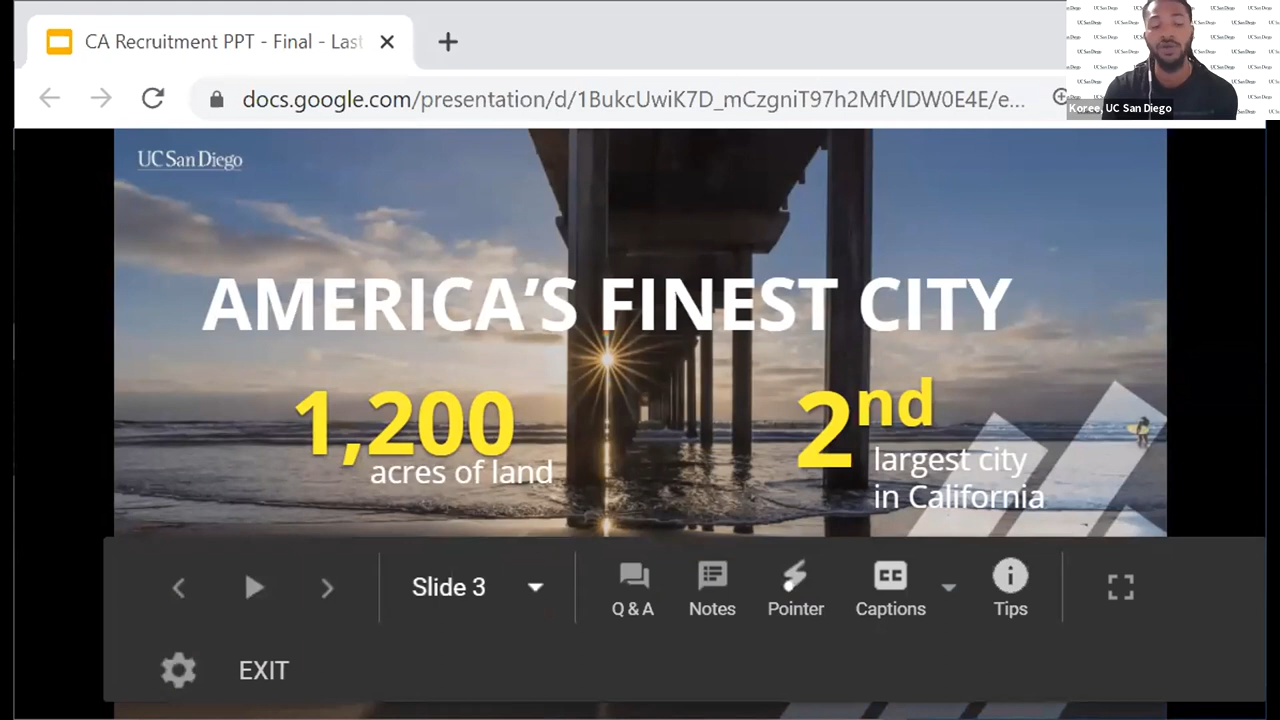 CA Recruitment PPT - Final - Last
docs.google.com/presentation/d/1BukcUwiK7D_mCzgniT97h2MfVlDW0E4E/e...
Koree, UC San Diego
UC San Diego
AMERICA'S FINEST CITY
1,200
acres of land
2nd
largest city
in California
Slide 3
Q & A
Notes
Pointer
CC
Captions
Tips
EXIT